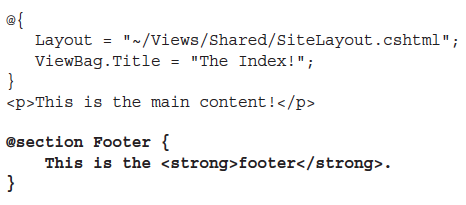 @{
    Layout = "~/Views/Shared/SiteLayout.cshtml";
    ViewBag.Title = "The Index!";
}
<p>This is the main content!</p>
@section Footer {
    This is the <strong>footer</strong>.
}